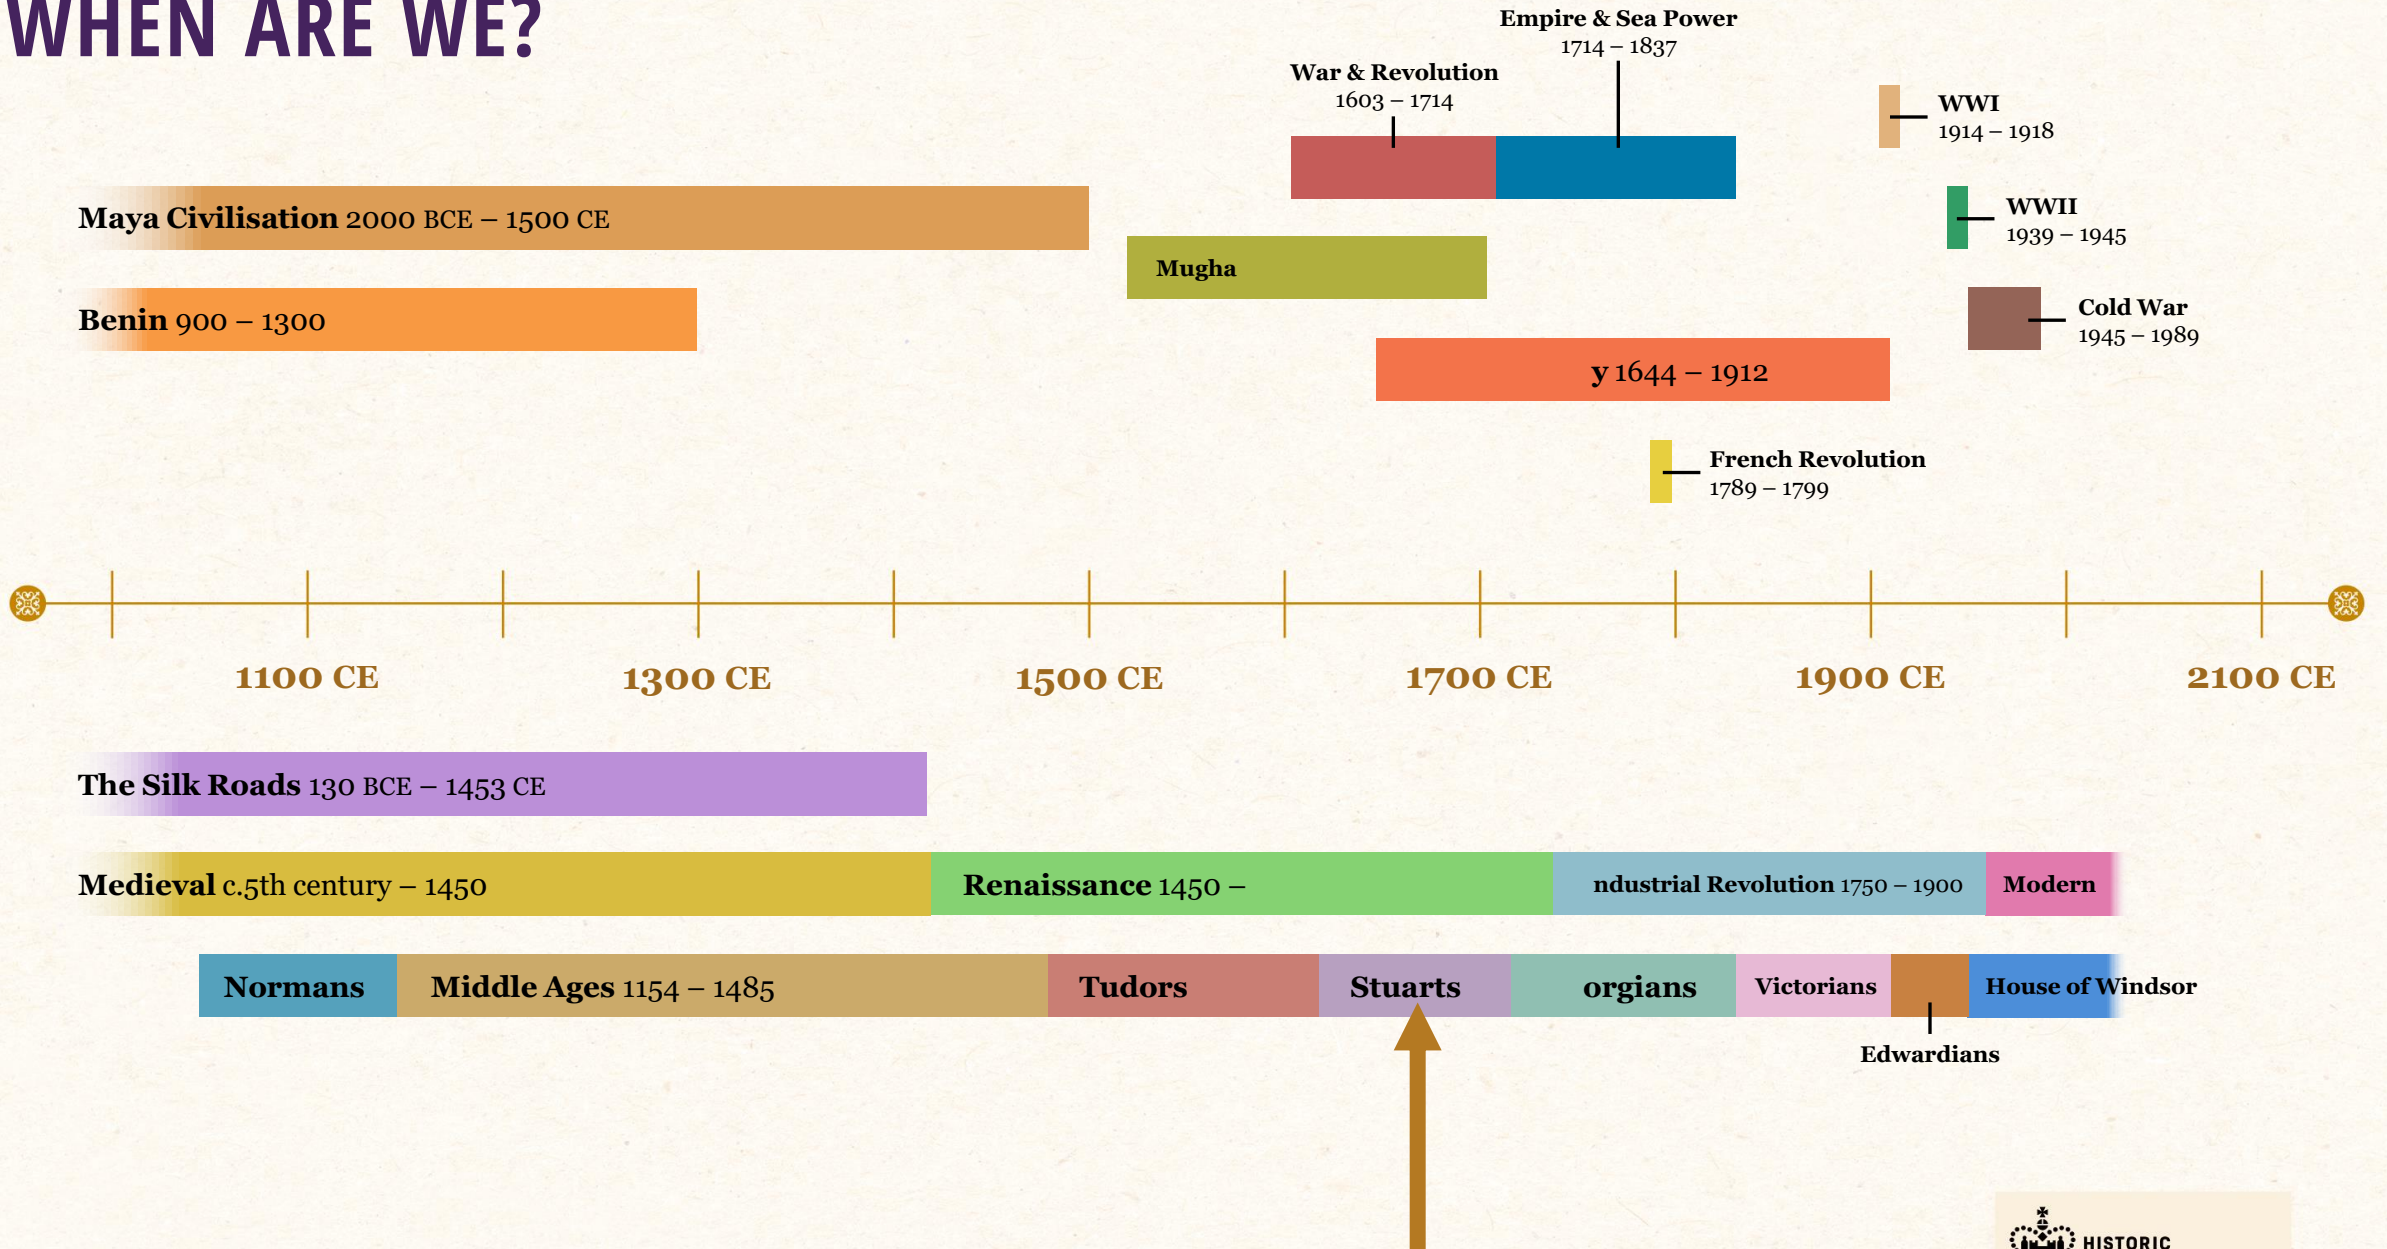 WHEN ARE WE?
Empire & Sea Power
1714 – 1837
War & Revolution
1603 – 1714
WWI
1914 – 1918
Maya Civilisation 2000 BCE – 1500 CE
WWII
1939 – 1945
Mugha
Benin 900 – 1300
Cold War
1945 – 1989
y 1644 – 1912
French Revolution
1789 – 1799
1100 CE
1300 CE
1500 CE
1700 CE
1900 CE
2100 CE
The Silk Roads 130 BCE – 1453 CE
Medieval c.5th century – 1450
Renaissance 1450 –
ndustrial Revolution 1750 – 1900
Modern
Normans
Middle Ages 1154 – 1485
Tudors
Stuarts
orgians
Victorians
House of Windsor
Edwardians
HISTORIC